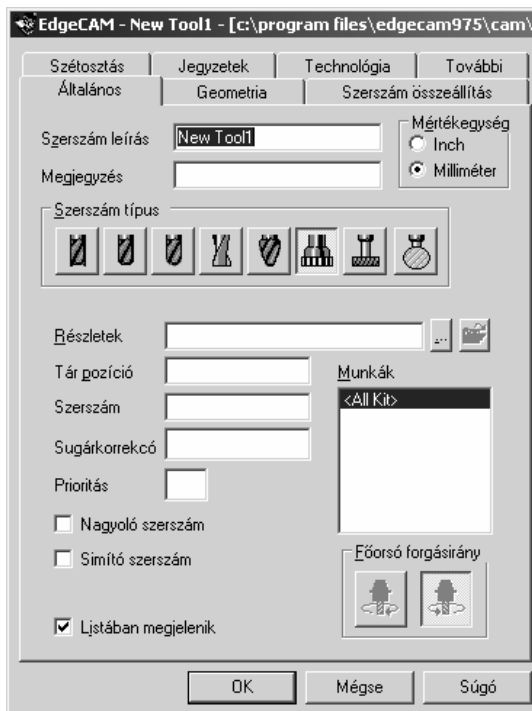 EdgeCAM - New Tool1 - [c:\program files\edgecam975\cam\
Szétosztás Jegyzetek Technológia További
Általános Geometria Szerszám összeállítás
Szerszám leírás New Tool1
Mértékegység
Inch
Milliméter
Megjegyzés
Szerszám típus
Részletek ...
Tár pozíció
Szerszám
Sugárkorrekcó
Prioritás
Munkák
<All Kit>
Nagyoló szerszám
Simító szerszám
Főorsó forgásirány
Listában megjelenik
OK Mégse Súgó